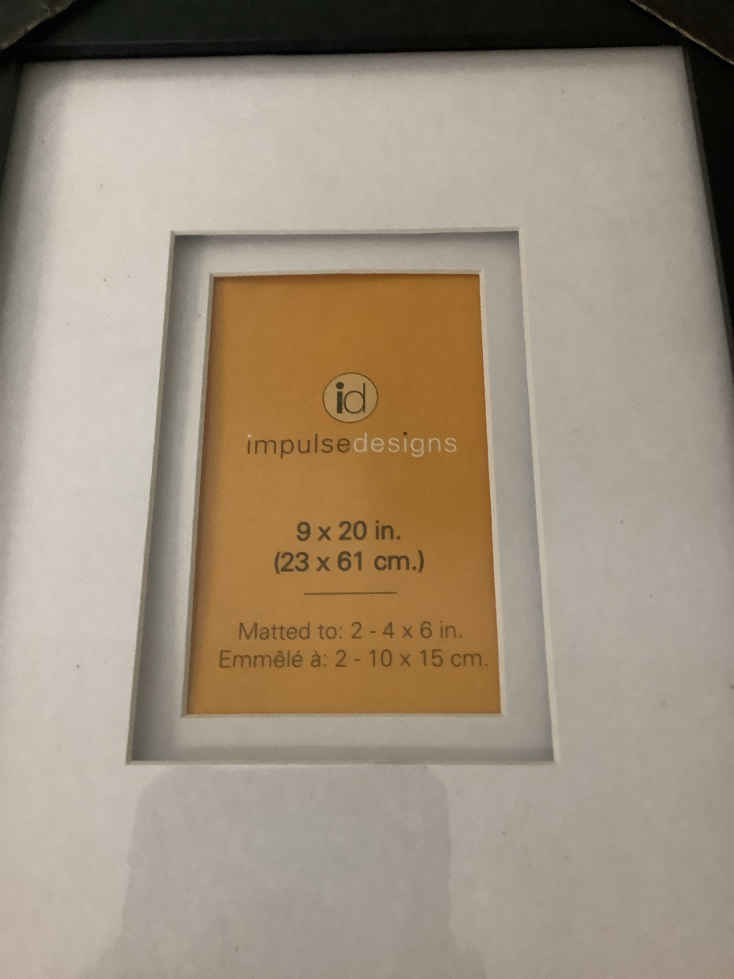 id
impulsedesigns
9 x 20 in.
(23 x 61 cm.)
Matted to: 2 - 4 x 6 in.
Emmêlé à: 2 - 10 x 15 cm.